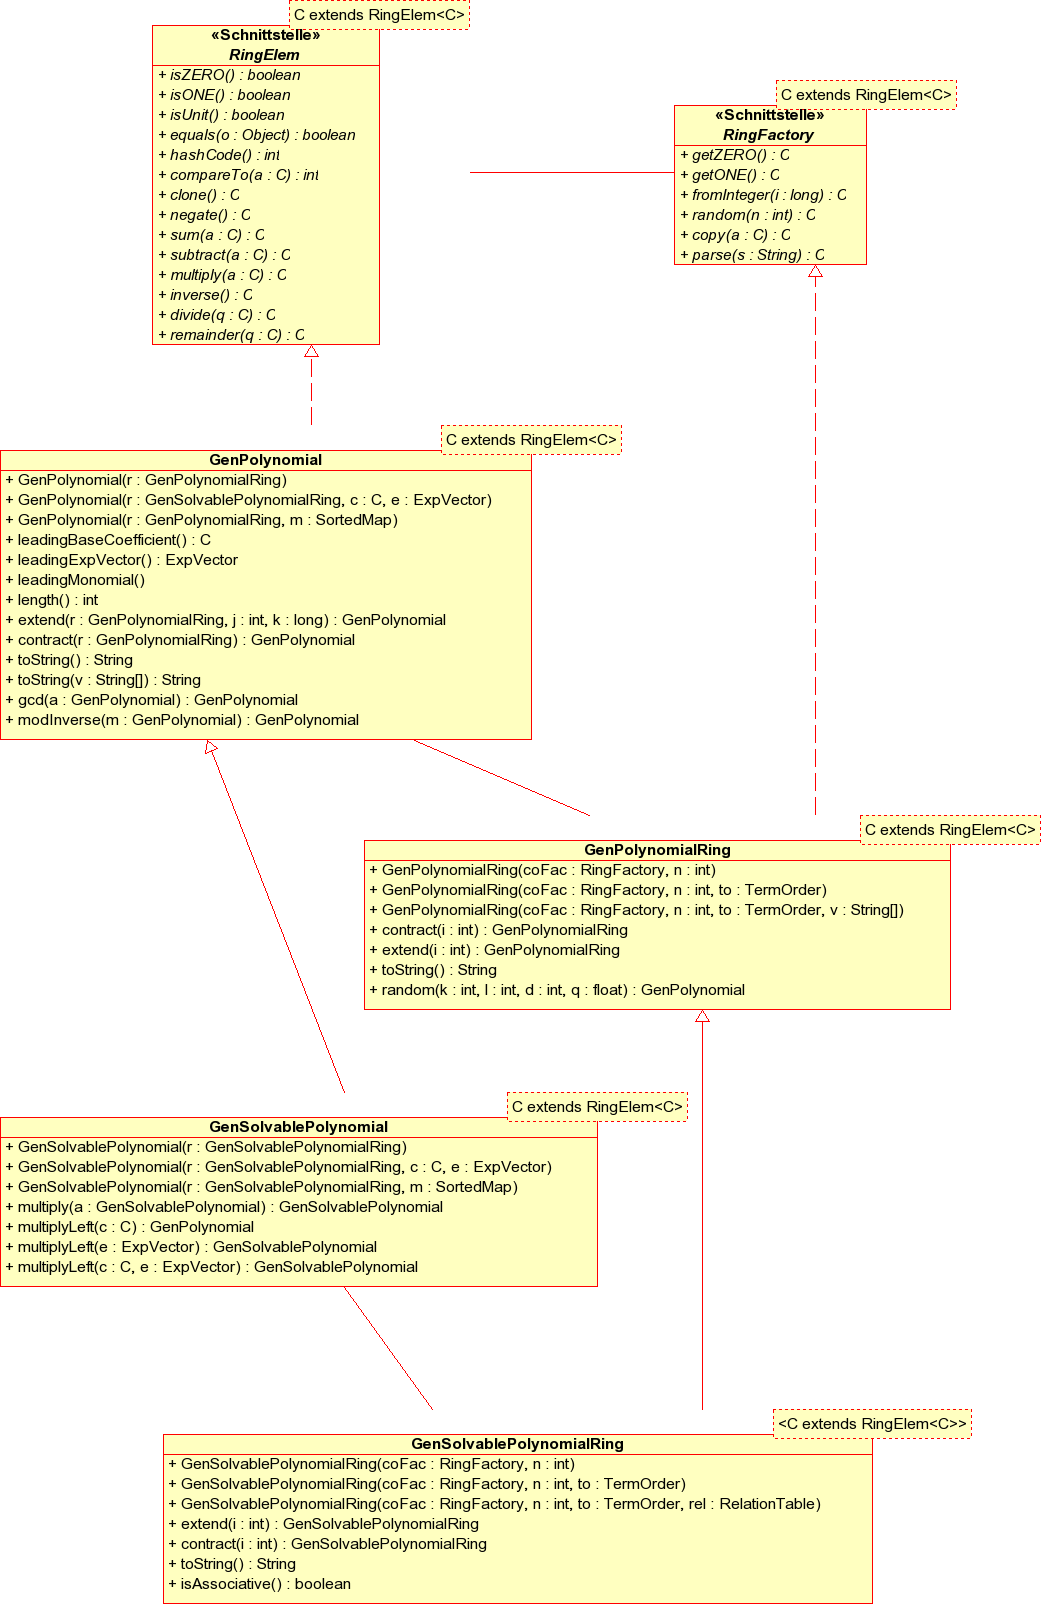 C extends RingElem<C>
«Schnittstelle»
RingElem
+ isZERO() : boolean
+ isONE() : boolean
+ isUnit() : boolean
+ equals(o : Object) : boolean
+ hashCode() : int
+ compareTo(a : C) : int
+ clone() : C
+ negate() : C
+ sum(a : C) : C
+ subtract(a : C) : C
+ multiply(a : C) : C
+ inverse() : C
+ divide(q : C) : C
+ remainder(q : C) : C
C extends RingElem<C>
«Schnittstelle»
RingFactory
+ getZERO() : C
+ getONE() : C
+ fromInteger(i : long) : C
+ random(n : int) : C
+ copy(a : C) : C
+ parse(s : String) : C
C extends RingElem<C>
GenPolynomial
+ GenPolynomial(r : GenPolynomialRing)
+ GenPolynomial(r : GenSolvablePolynomialRing, c : C, e : ExpVector)
+ GenPolynomial(r : GenPolynomialRing, m : SortedMap)
+ leadingBaseCoefficient() : C
+ leadingExpVector() : ExpVector
+ leadingMonomial()
+ length() : int
+ extend(r : GenPolynomialRing, j : int, k : long) : GenPolynomial
+ contract(r : GenPolynomialRing) : GenPolynomial
+ toString() : String
+ toString(v : String[]) : String
+ gcd(a : GenPolynomial) : GenPolynomial
+ modInverse(m : GenPolynomial) : GenPolynomial
C extends RingElem<C>
GenPolynomialRing
+ GenPolynomialRing(coFac : RingFactory, n : int)
+ GenPolynomialRing(coFac : RingFactory, n : int, to : TermOrder)
+ GenPolynomialRing(coFac : RingFactory, n : int, to : TermOrder, v : String[])
+ contract(i : int) : GenPolynomialRing
+ extend(i : int) : GenPolynomialRing
+ toString() : String
+ random(k : int, l : int, d : int, q : float) : GenPolynomial
C extends RingElem<C>
GenSolvablePolynomial
+ GenSolvablePolynomial(r : GenSolvablePolynomialRing)
+ GenSolvablePolynomial(r : GenSolvablePolynomialRing, c : C, e : ExpVector)
+ GenSolvablePolynomial(r : GenSolvablePolynomialRing, m : SortedMap)
+ multiply(a : GenSolvablePolynomial) : GenSolvablePolynomial
+ multiplyLeft(c : C) : GenPolynomial
+ multiplyLeft(e : ExpVector) : GenSolvablePolynomial
+ multiplyLeft(c : C, e : ExpVector) : GenSolvablePolynomial
<C extends RingElem<C>>
GenSolvablePolynomialRing
+ GenSolvablePolynomialRing(coFac : RingFactory, n : int)
+ GenSolvablePolynomialRing(coFac : RingFactory, n : int, to : TermOrder)
+ GenSolvablePolynomialRing(coFac : RingFactory, n : int, to : TermOrder, rel : RelationTable)
+ extend(i : int) : GenSolvablePolynomialRing
+ contract(i : int) : GenSolvablePolynomialRing
+ toString() : String
+ isAssociative() : boolean